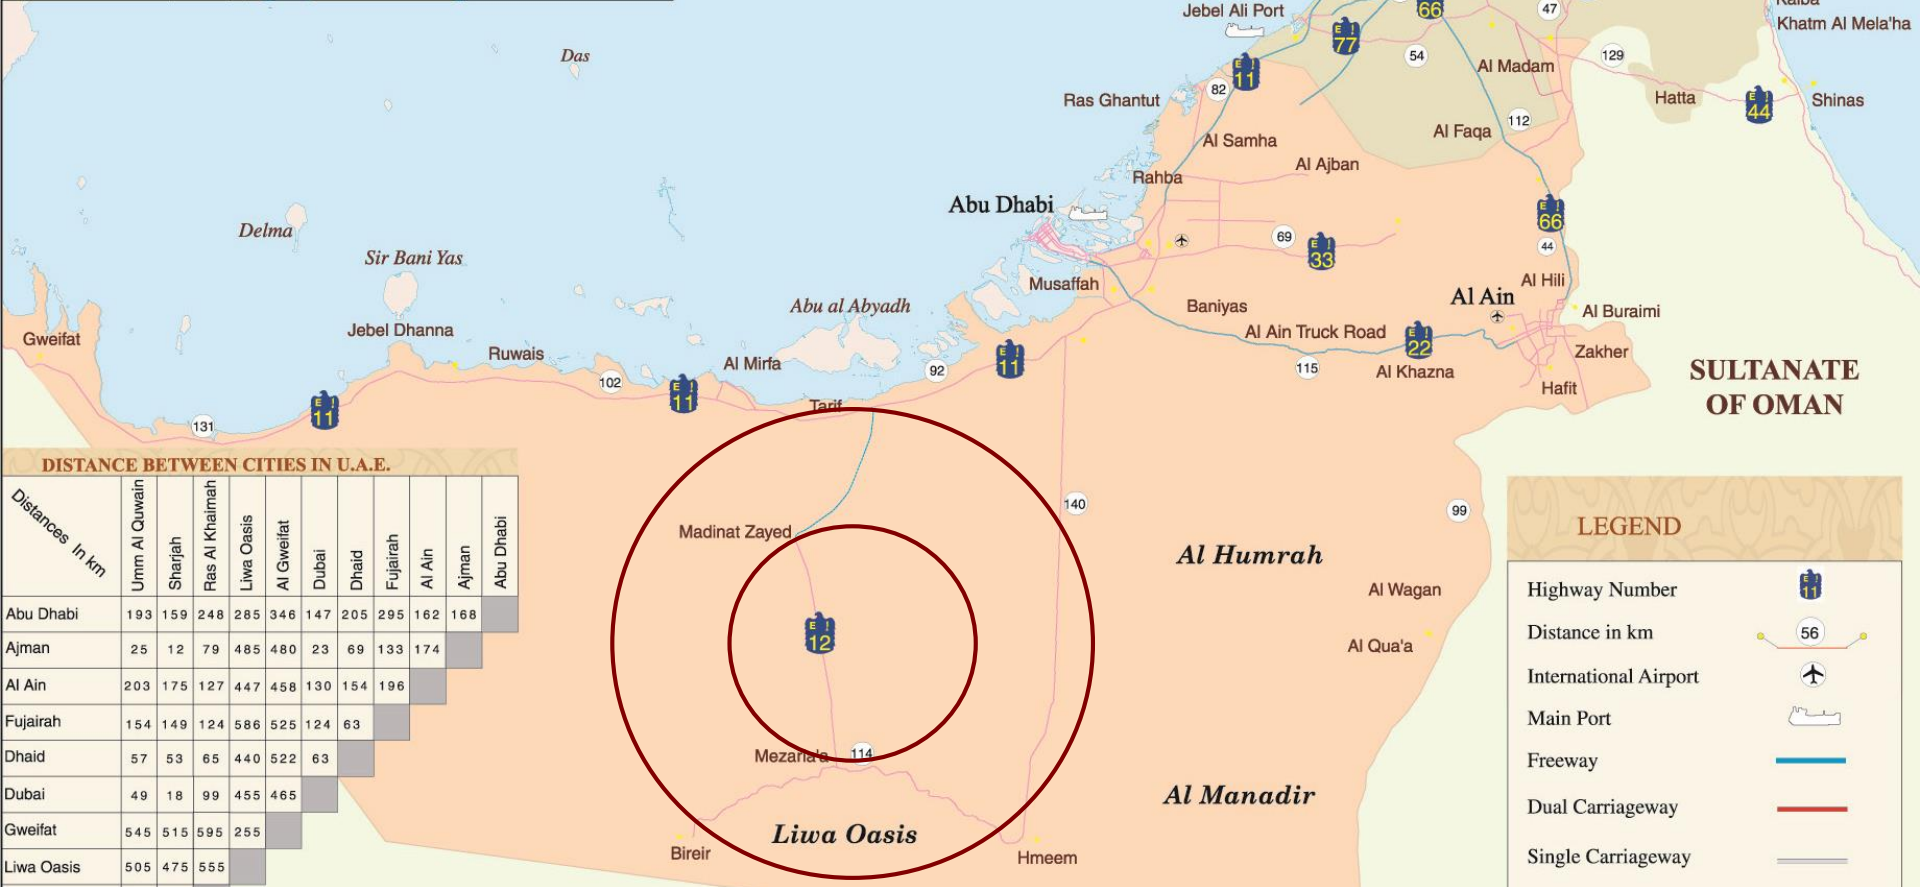 Jebel Ali Port
66
47
Khatm Al Mela'ha
77
Das
54
129
Al Madam
E 11
82
Ras Ghantut
Hatta
E 44
Shinas
112
Al Faqa
Al Samha
Al Ajban
Rahba
Abu Dhabi
E 66
Delma
69
E 33
44
Sir Bani Yas
Al Hili
Musaffah
Al Ain
Abu al Abyadh
Baniyas
Al Buraimi
Jebel Dhanna
Al Ain Truck Road
E 22
Gweifat
Ruwais
Zakher
Al Mirfa
E 11
92
115
Al Khazna
SULTANATE
OF OMAN
102
E 11
Hafit
Tarif
E 11
131
DISTANCE BETWEEN CITIES IN U.A.E.
Distances In km
Umm Al Quwain
Sharjah
Ras Al Khaimah
Liwa Oasis
Al Gweifat
Dubai
Dhaid
Fujairah
Al Ain
Ajman
Abu Dhabi
Abu Dhabi 193 159 248 285 346 147 205 295 162 168
Ajman 25 12 79 485 480 23 69 133 174
Al Ain 203 175 127 447 458 130 154 196
Fujairah 154 149 124 586 525 124 63
Dhaid 57 53 65 440 522 63
Dubai 49 18 99 455 465
Gweifat 545 515 595 255
Liwa Oasis 505 475 555
140
99
Madinat Zayed
Al Humrah
Al Wagan
E 12
Al Qua'a
Mezaria'a
114
Al Manadir
Liwa Oasis
Bireir
Hmeem
LEGEND
Highway Number E 11
Distance in km 56
International Airport
Main Port
Freeway
Dual Carriageway
Single Carriageway